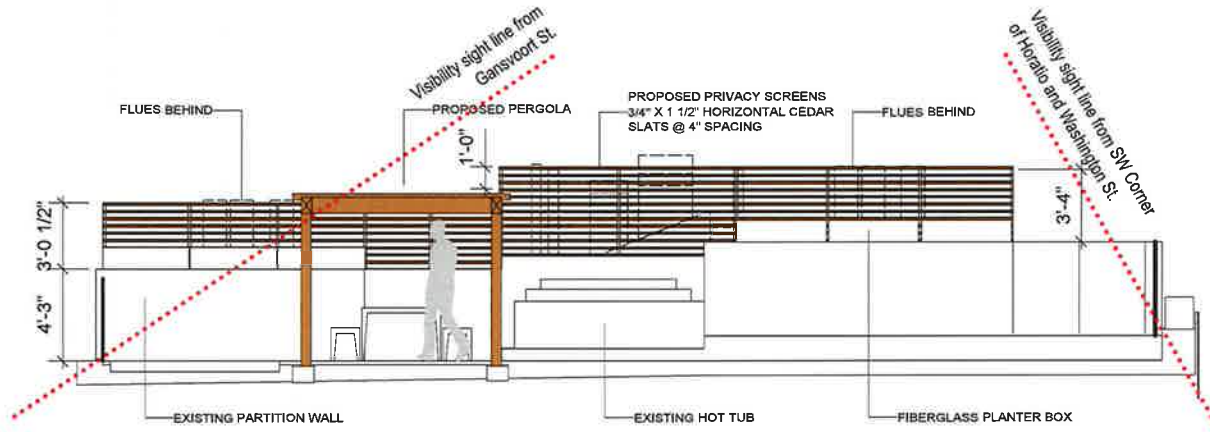 Visibility sight line from
Gansvoort St.
Visibility sight line from SW Corner
of Horatio and Washington St.
FLUES BEHIND
PROPOSED PERGOLA
PROPOSED PRIVACY SCREENS
3/4" X 1 1/2" HORIZONTAL CEDAR
SLATS @ 4" SPACING
FLUES BEHIND
1'-0"
3'-4"
3'-0 1/2"
4'-3"
EXISTING PARTITION WALL
EXISTING HOT TUB
FIBERGLASS PLANTER BOX